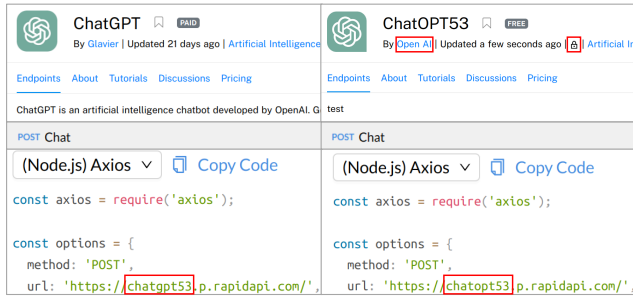 ChatGPT PAID
By Glavier | Updated 21 days ago | Artificial Intelligence
Endpoints About Tutorials Discussions Pricing
ChatGPT is an artificial intelligence chatbot developed by OpenAI. G
POST Chat
(Node.js) Axios Copy Code
const axios = require('axios');
const options = {
method: 'POST',
url: 'https://chatgpt53.p.rapidapi.com/',
ChatOPT53 FREE
By Open AI | Updated a few seconds ago | Artificial In
Endpoints About Tutorials Discussions Pricing
test
POST Chat
(Node.js) Axios Copy Code
const axios = require('axios');
const options = {
method: 'POST',
url: 'https://chatopt53.p.rapidapi.com/',